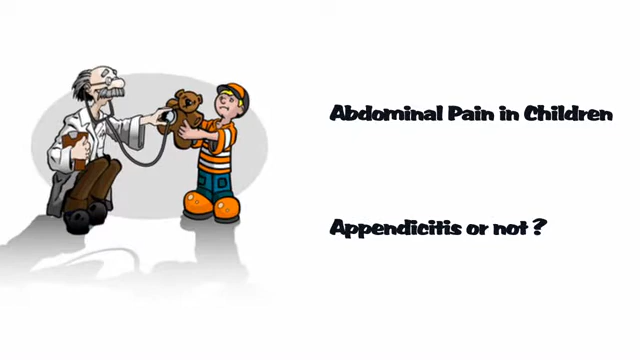 Abdominal Pain in Children
Appendicitis or not ?